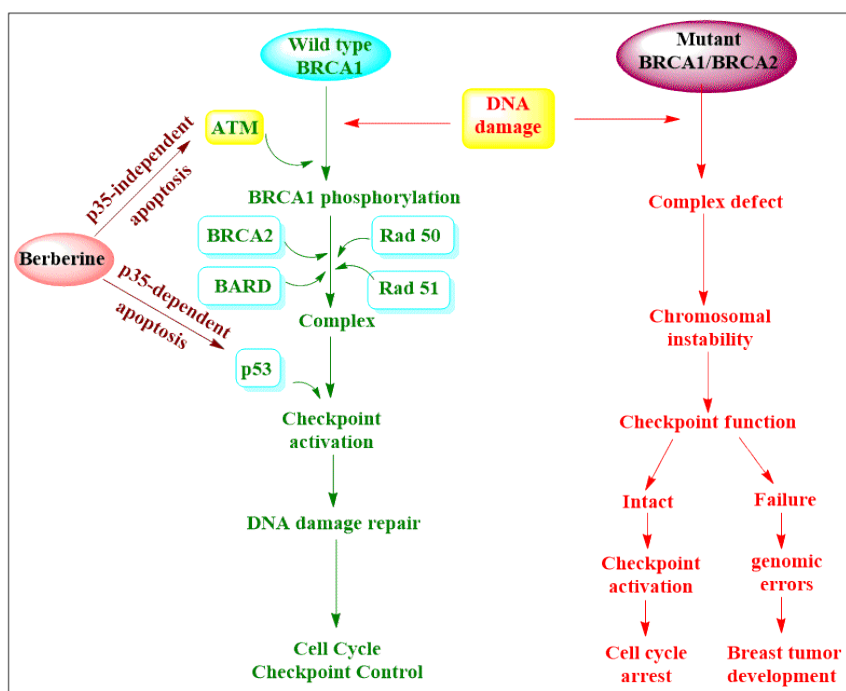 Wild type
BRCA1
Mutant
BRCA1/BRCA2
DNA
damage
ATM
p35-independent
apoptosis
BRCA1 phosphorylation
Complex defect
BRCA2
Rad 50
Berberine
BARD
Rad 51
p35-dependent
apoptosis
Complex
Chromosomal
instability
p53
Checkpoint
activation
Checkpoint function
Intact
Failure
DNA damage repair
Checkpoint
activation
genomic
errors
Cell Cycle
Checkpoint Control
Cell cycle
arrest
Breast tumor
development